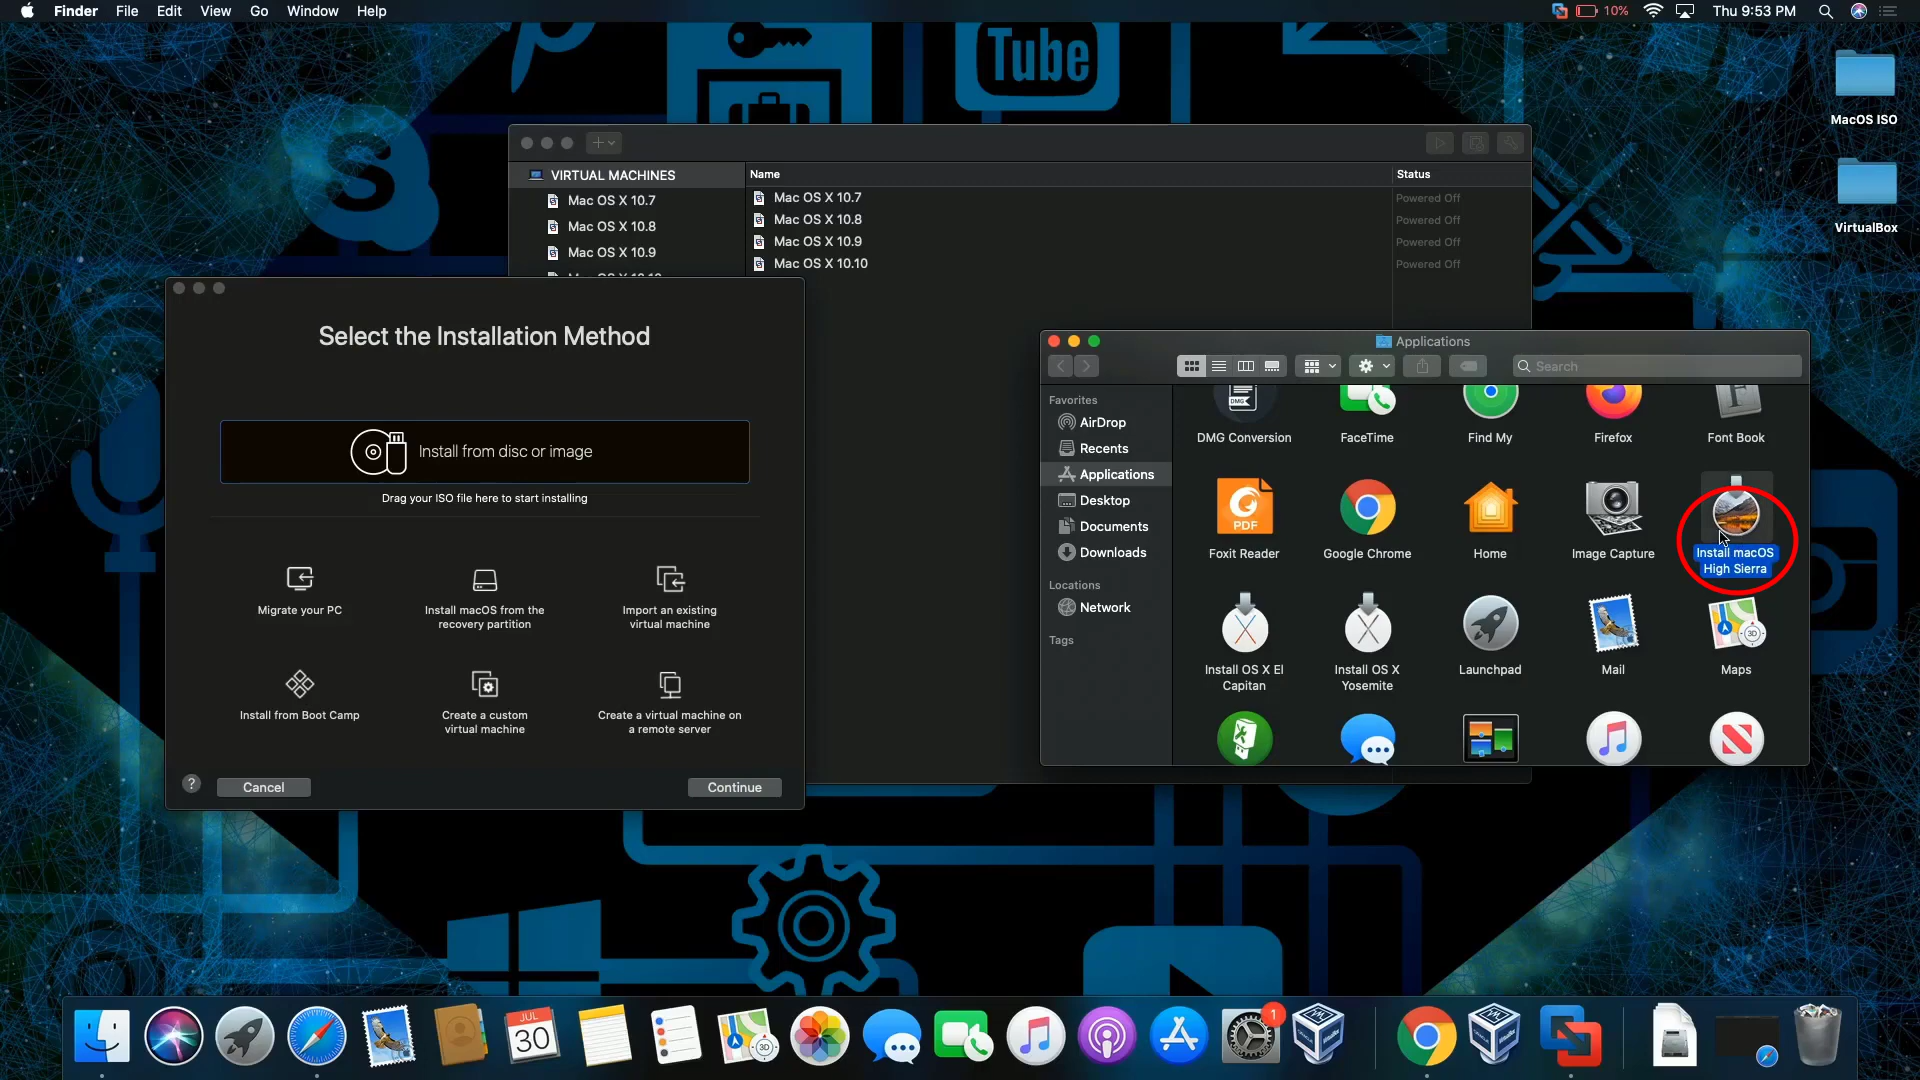 Finder File Edit View Go Window Help
10% Thu 9:53 PM
Tube
MacOS ISO
VirtualBox
VIRTUAL MACHINES
Mac OS X 10.7
Mac OS X 10.8
Mac OS X 10.9
Name Status
Mac OS X 10.7 Powered Off
Mac OS X 10.8 Powered Off
Mac OS X 10.9 Powered Off
Mac OS X 10.10 Powered Off
Select the Installation Method
Install from disc or image
Drag your ISO file here to start installing
Migrate your PC
Install macOS from the
recovery partition
Import an existing
virtual machine
Install from Boot Camp
Create a custom
virtual machine
Create a virtual machine on
a remote server
? Cancel Continue
Applications
Search
Favorites
AirDrop
Recents
Applications
Desktop
Documents
Downloads
Locations
Network
Tags
DMG
DMG Conversion
FaceTime
Find My
Firefox
F
Font Book
PDF
Foxit Reader
Google Chrome
Home
Image Capture
Install macOS
High Sierra
Install OS X El
Capitan
Install OS X
Yosemite
Launchpad
Mail
3D
Maps
JUL
30
3D
1